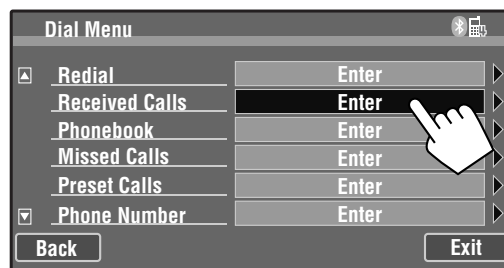 Dial Menu
Redial Enter
Received Calls Enter
Phonebook Enter
Missed Calls Enter
Preset Calls Enter
Phone Number Enter
Back Exit